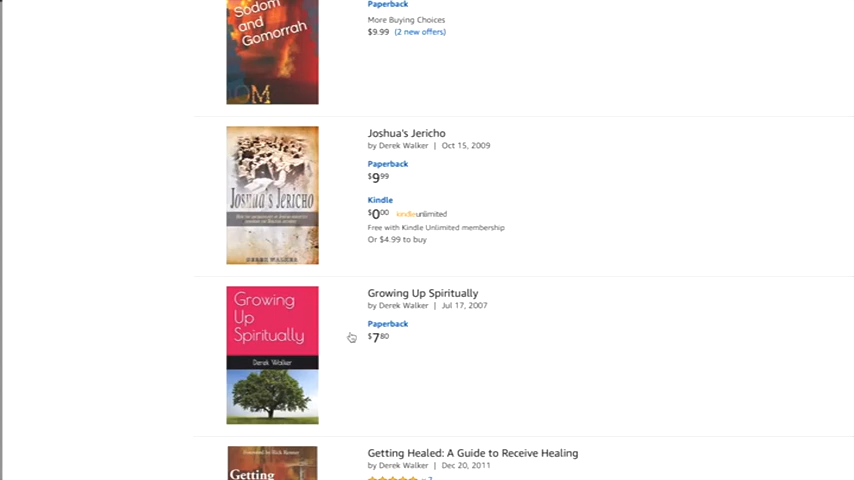 Sodom
and
Gomorrah
OM
Paperback
More Buying Choices
$9.99 (2 new offers)
Joshua's Jericho
by Derek Walker | Oct 15, 2009
Paperback
$9.99
Kindle
$0.00 kindleunlimited
Free with Kindle Unlimited membership
Or $4.99 to buy
JOSHUA'S JERICHO
DEREK WALKER
Growing Up Spiritually
by Derek Walker | Jul 17, 2007
Paperback
$7.80
Growing
Up
Spiritually
Derek Walker
Getting Healed: A Guide to Receive Healing
by Derek Walker | Dec 20, 2011
Getting